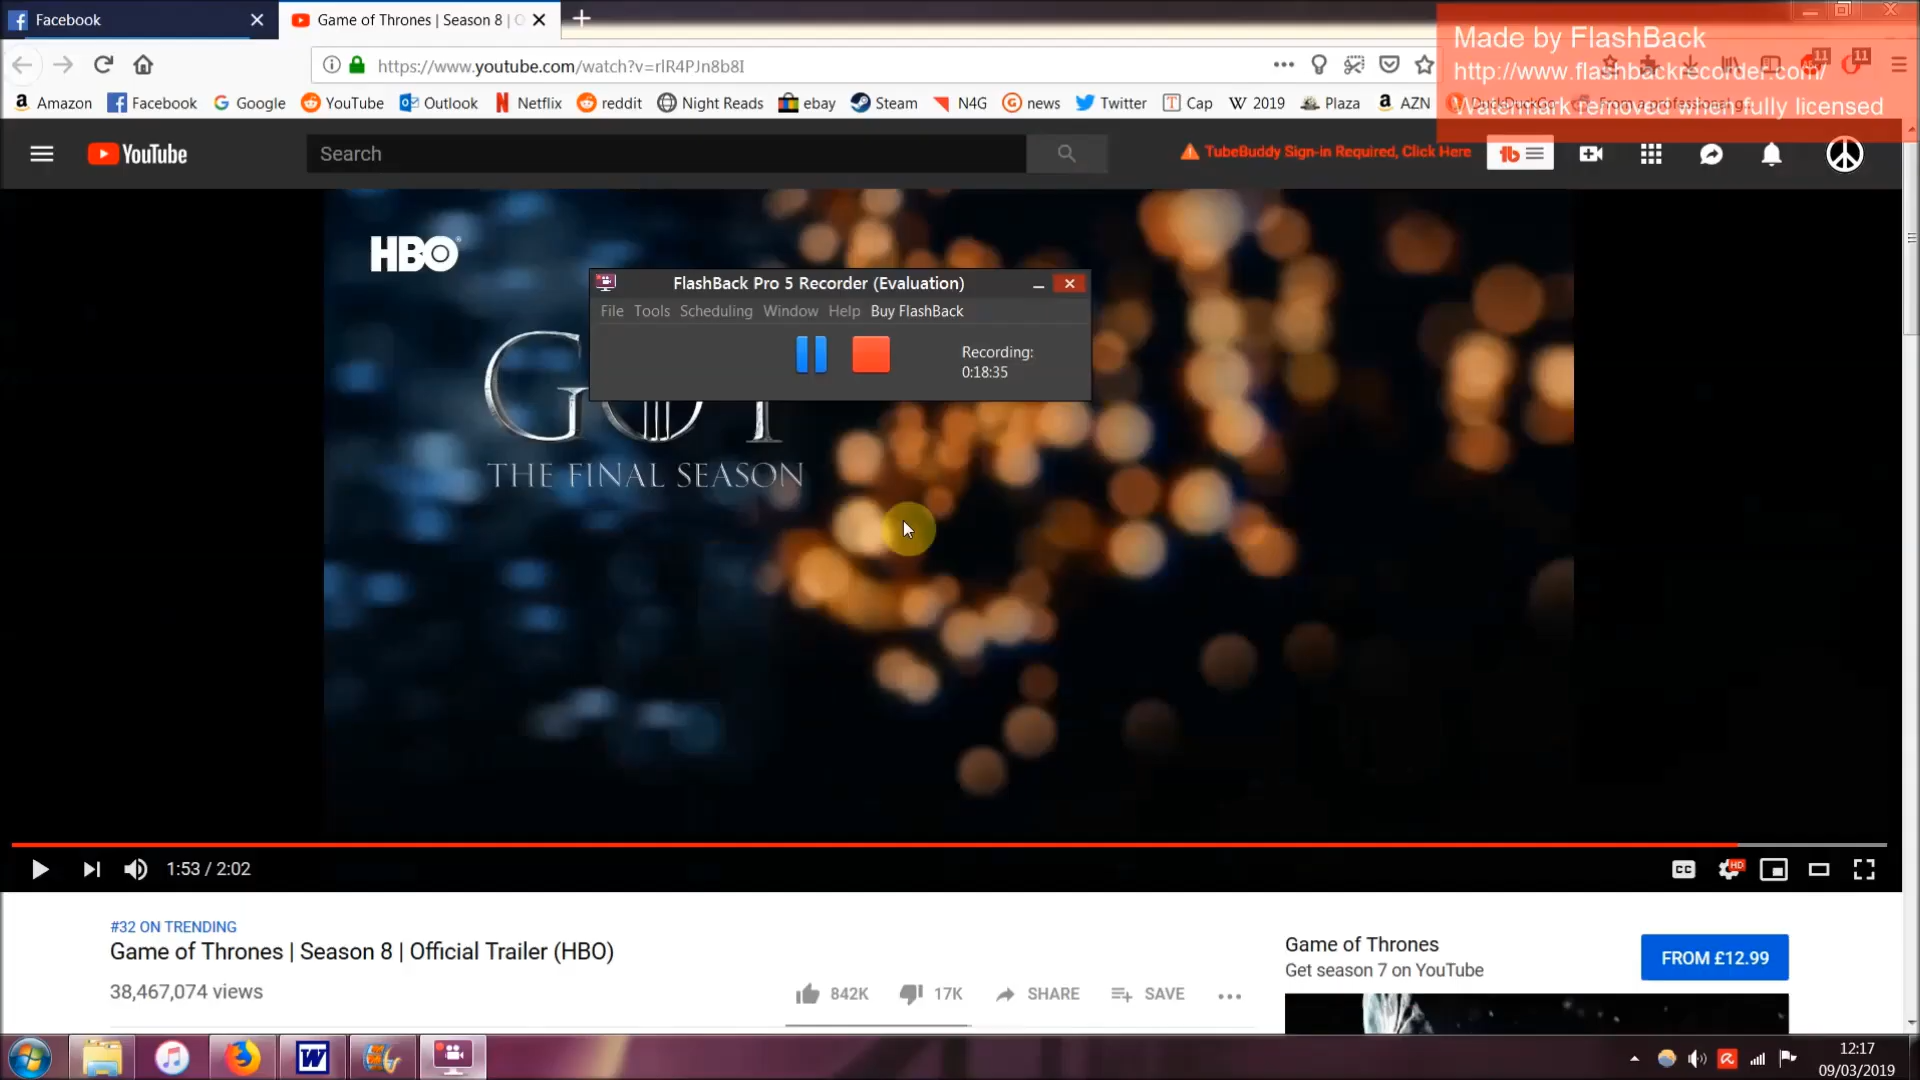 Facebook
Game of Thrones | Season 8 | O
Made by FlashBack
http://www.flashbackrecorder.com/
Watermark removed when fully licensed
https://www.youtube.com/watch?v=rlR4PJn8b8I
11
11
Amazon
Facebook
Google
YouTube
Outlook
Netflix
reddit
Night Reads
ebay
Steam
N4G
news
Twitter
Cap
2019
Plaza
AZN
YouTube
Search
TubeBuddy Sign-in Required, Click Here
HBO
FlashBack Pro 5 Recorder (Evaluation)
File Tools Scheduling Window Help Buy FlashBack
Recording:
0:18:35
THE FINAL SEASON
1:53 / 2:02
CC
HD
#32 ON TRENDING
Game of Thrones | Season 8 | Official Trailer (HBO)
38,467,074 views
842K
17K
SHARE
SAVE
Game of Thrones
Get season 7 on YouTube
FROM £12.99
12:17
09/03/2019